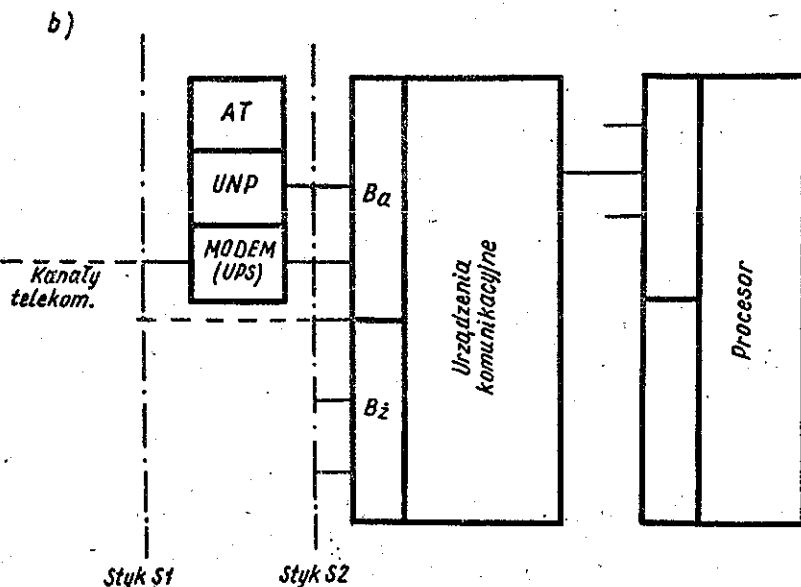 b)
AT
UNP
MODEM
(UPS)
Kanały
telekom.
Ba
Bż
Urządzenia
komunikacyjne
Procesor
Styk S1
Styk S2